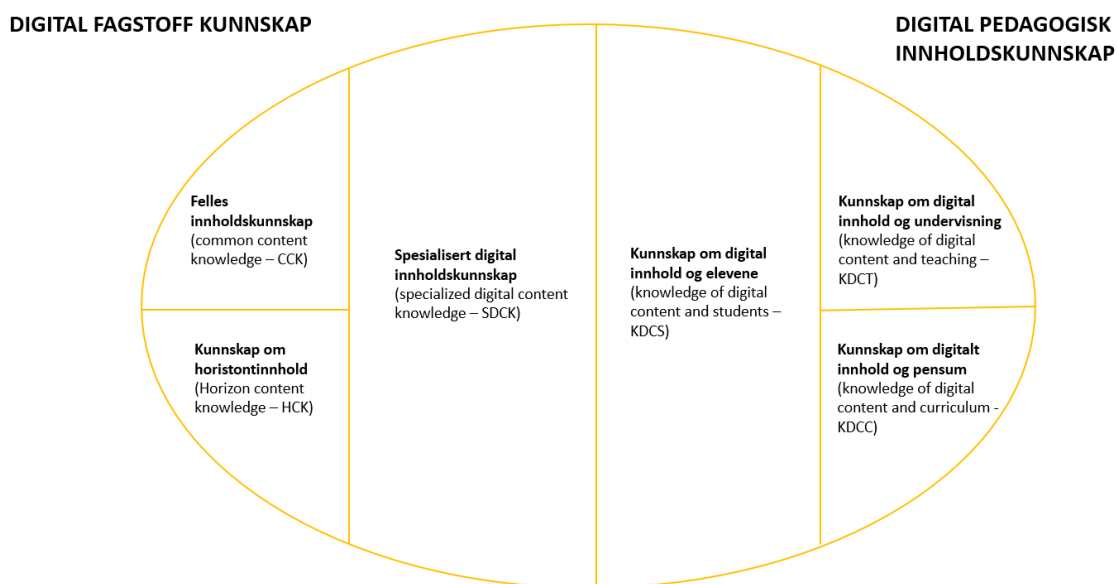 DIGITAL FAGSTOFF KUNNSKAP
DIGITAL PEDAGOGISK
INNHOLDSKUNNSKAP
Felles
innholdskunnskap
(common content
knowledge – CCK)
Kunnskap om
horistontinnhold
(Horizon content
knowledge – HCK)
Spesialisert digital
innholdskunnskap
(specialized digital content
knowledge – SDCK)
Kunnskap om digital
innhold og elevene
(knowledge of digital
content and students –
KDCS)
Kunnskap om digital
innhold og undervisning
(knowledge of digital
content and teaching –
KDCT)
Kunnskap om digitalt
innhold og pensum
(knowledge of digital
content and curriculum -
KDCC)